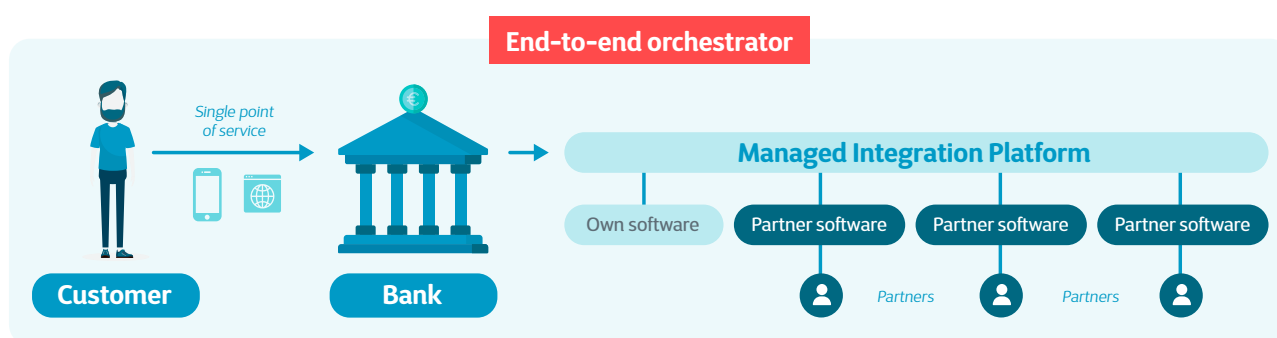 End-to-end orchestrator
Single point
of service
€
Managed Integration Platform
Own software
Partner software
Partner software
Partner software
Customer
Bank
Partners
Partners